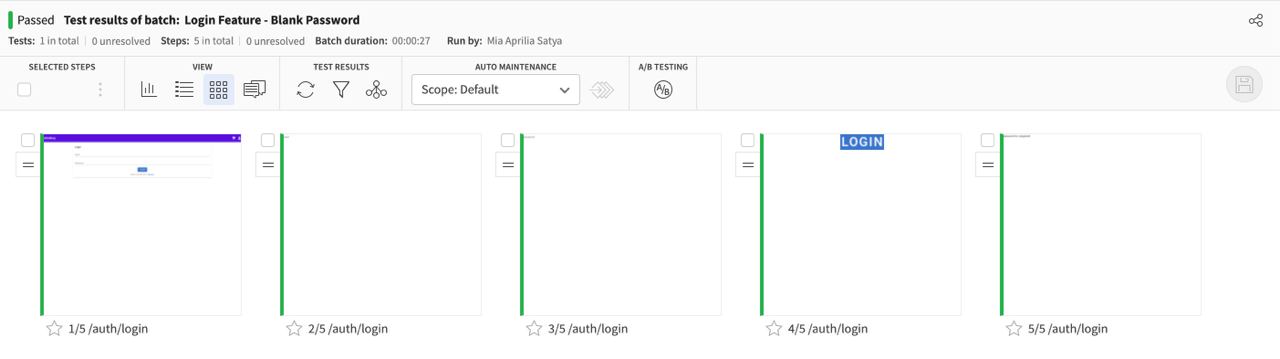 Passed Test results of batch: Login Feature - Blank Password
Tests: 1 in total | 0 unresolved Steps: 5 in total | 0 unresolved Batch duration: 00:00:27 Run by: Mia Aprilia Satya
SELECTED STEPS VIEW TEST RESULTS AUTO MAINTENANCE A/B TESTING
Scope: Default A/B
LOGIN
1/5 /auth/login 2/5 /auth/login 3/5 /auth/login 4/5 /auth/login 5/5 /auth/login